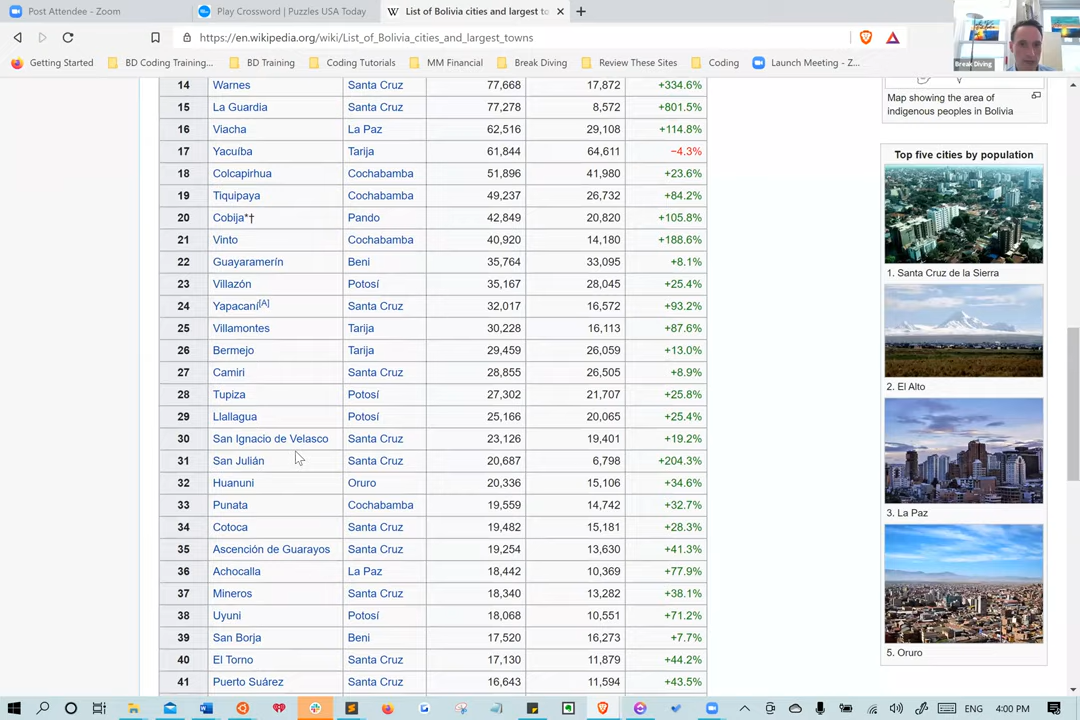 Post Attendee - Zoom
Play Crossword | Puzzles USA Today
List of Bolivia cities and largest to
https://en.wikipedia.org/wiki/List_of_Bolivia_cities_and_largest_towns
Getting Started
BD Coding Training...
BD Training
Coding Tutorials
MM Financial
Break Diving
Review These Sites
Coding
Launch Meeting - Z...
Break Diving
14 Warnes Santa Cruz 77,668 17,872 +334.6%
15 La Guardia Santa Cruz 77,278 8,572 +801.5%
16 Viacha La Paz 62,516 29,108 +114.8%
17 Yacuíba Tarija 61,844 64,611 −4.3%
18 Colcapirhua Cochabamba 51,896 41,980 +23.6%
19 Tiquipaya Cochabamba 49,237 26,732 +84.2%
20 Cobija*† Pando 42,849 20,820 +105.8%
21 Vinto Cochabamba 40,920 14,180 +188.6%
22 Guayaramerín Beni 35,764 33,095 +8.1%
23 Villazón Potosí 35,167 28,045 +25.4%
24 Yapacaní[A] Santa Cruz 32,017 16,572 +93.2%
25 Villamontes Tarija 30,228 16,113 +87.6%
26 Bermejo Tarija 29,459 26,059 +13.0%
27 Camiri Santa Cruz 28,855 26,505 +8.9%
28 Tupiza Potosí 27,302 21,707 +25.8%
29 Llallagua Potosí 25,166 20,065 +25.4%
30 San Ignacio de Velasco Santa Cruz 23,126 19,401 +19.2%
31 San Julián Santa Cruz 20,687 6,798 +204.3%
32 Huanuni Oruro 20,336 15,106 +34.6%
33 Punata Cochabamba 19,559 14,742 +32.7%
34 Cotoca Santa Cruz 19,482 15,181 +28.3%
35 Ascención de Guarayos Santa Cruz 19,254 13,630 +41.3%
36 Achocalla La Paz 18,442 10,369 +77.9%
37 Mineros Santa Cruz 18,340 13,282 +38.1%
38 Uyuni Potosí 18,068 10,551 +71.2%
39 San Borja Beni 17,520 16,273 +7.7%
40 El Torno Santa Cruz 17,130 11,879 +44.2%
41 Puerto Suárez Santa Cruz 16,643 11,594 +43.5%
Map showing the area of
indigenous peoples in Bolivia
Top five cities by population
1. Santa Cruz de la Sierra
2. El Alto
3. La Paz
5. Oruro
ENG
4:00 PM